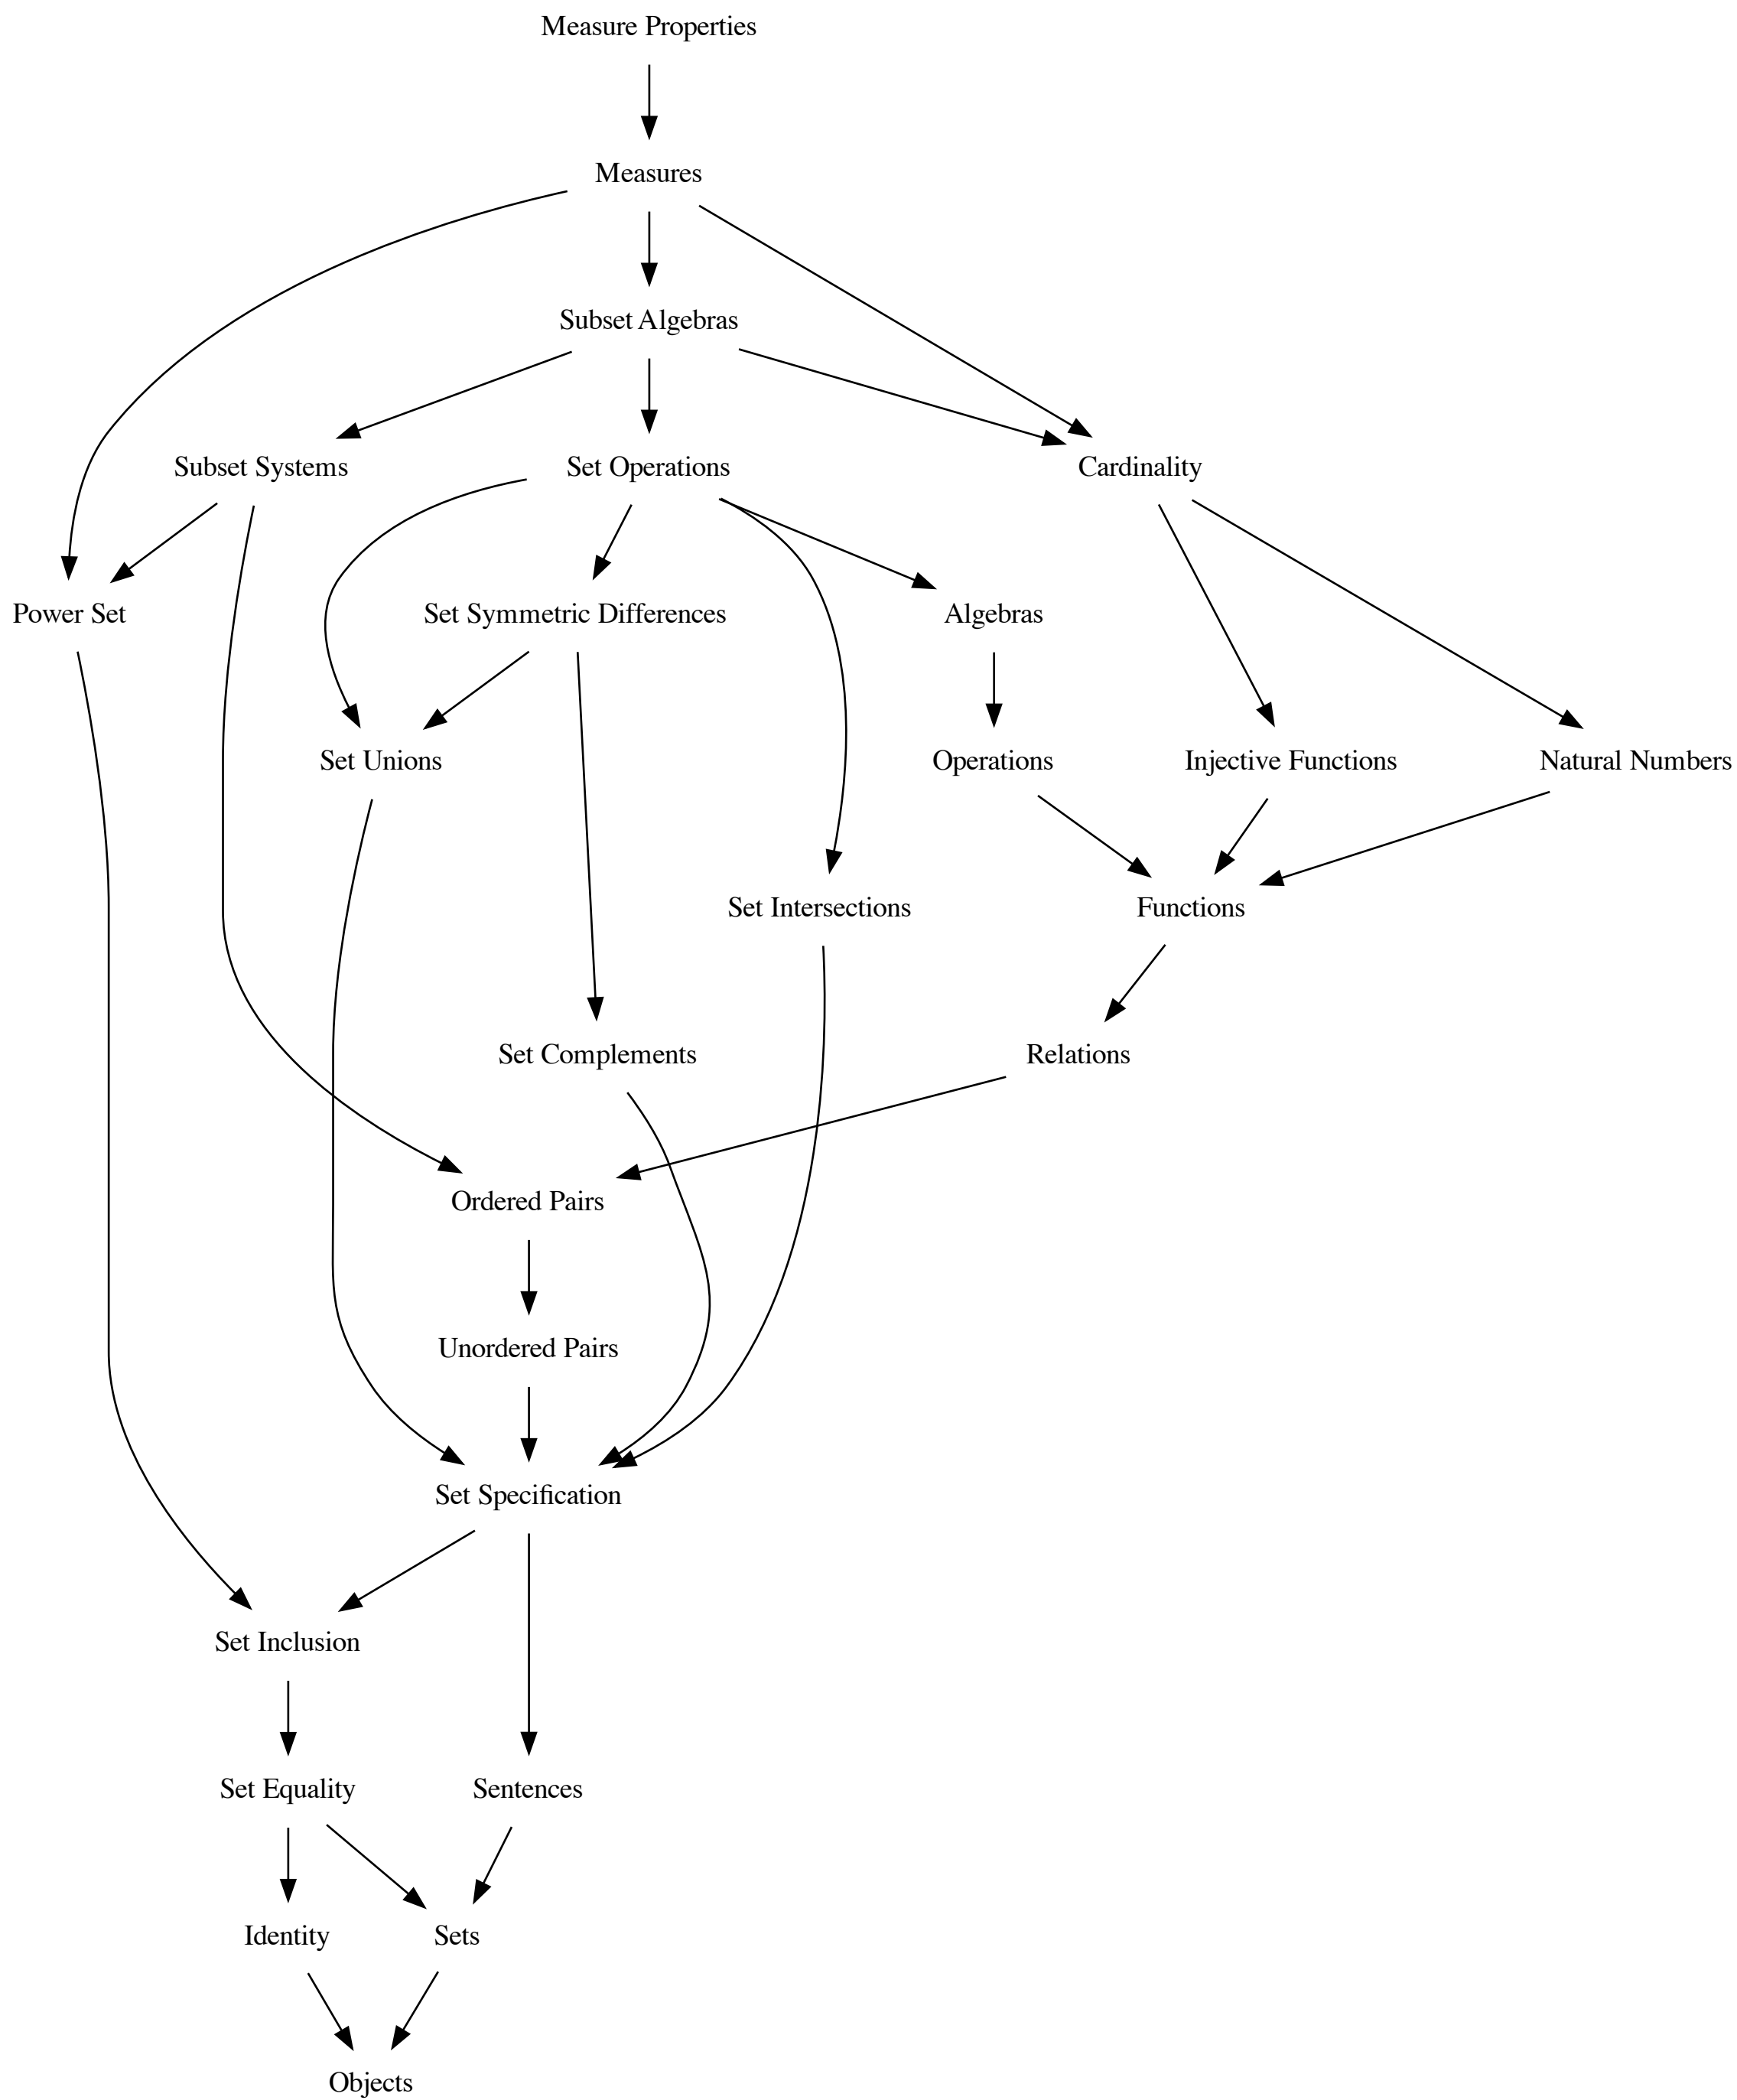 Measure Properties
Measures
Subset Algebras
Subset Systems
Set Operations
Cardinality
Power Set
Set Symmetric Differences
Algebras
Set Unions
Operations
Injective Functions
Natural Numbers
Set Intersections
Functions
Set Complements
Relations
Ordered Pairs
Unordered Pairs
Set Specification
Set Inclusion
Set Equality
Sentences
Identity
Sets
Objects